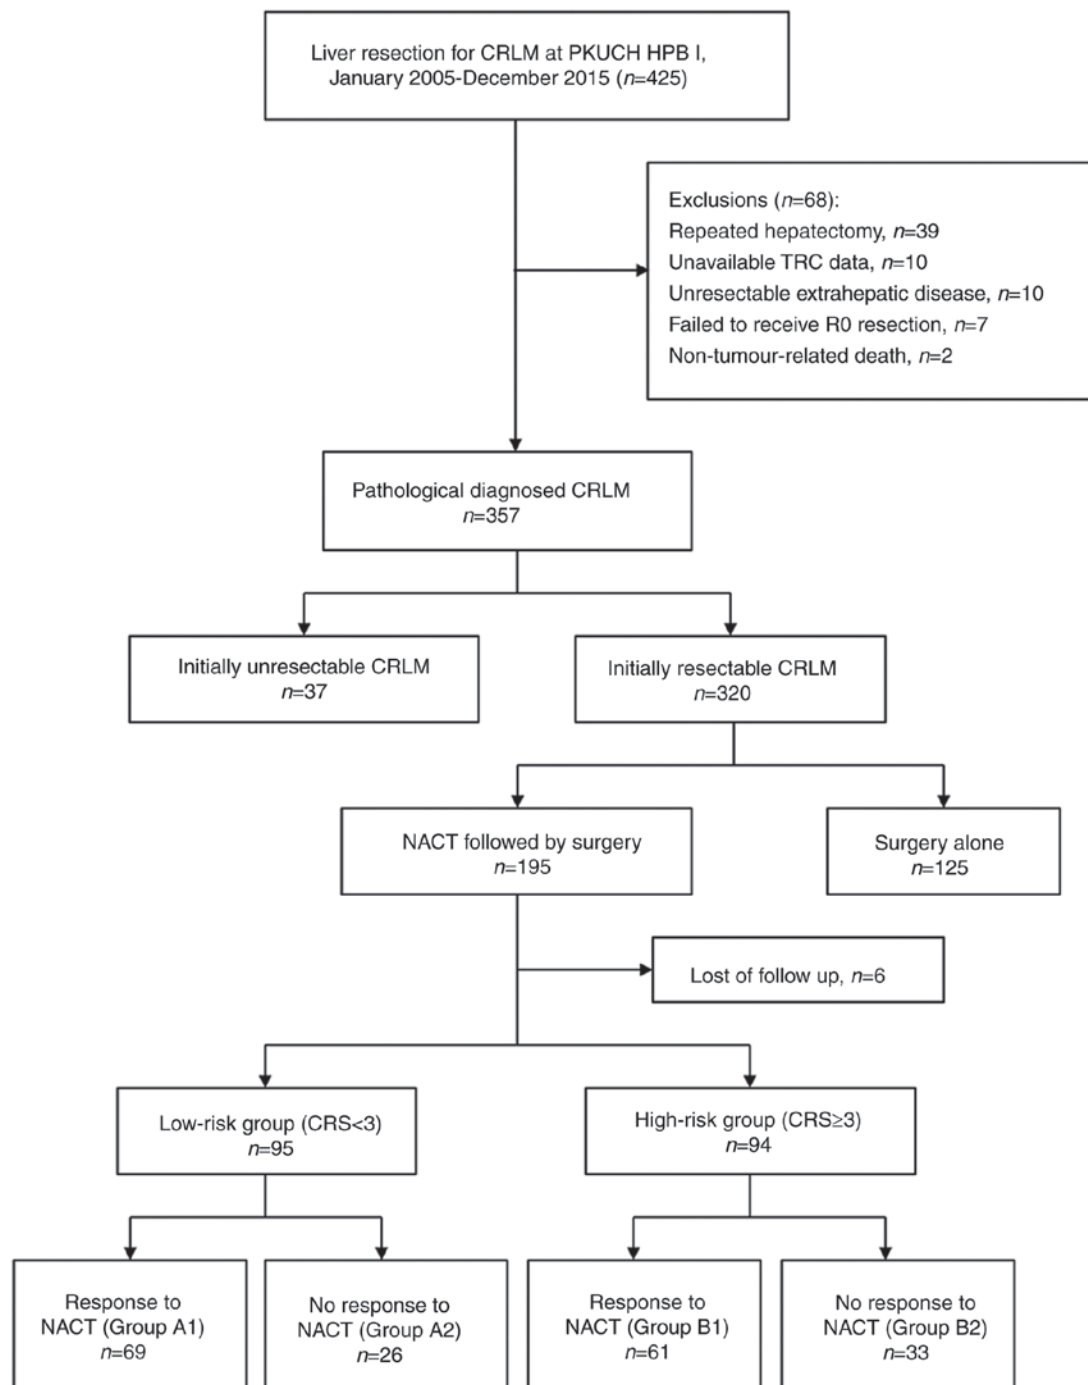 Liver resection for CRLM at PKUCH HPB I,
January 2005-December 2015 (n=425)
Exclusions (n=68):
Repeated hepatectomy, n=39
Unavailable TRC data, n=10
Unresectable extrahepatic disease, n=10
Failed to receive R0 resection, n=7
Non-tumour-related death, n=2
Pathological diagnosed CRLM
n=357
Initially unresectable CRLM
n=37
Initially resectable CRLM
n=320
NACT followed by surgery
n=195
Surgery alone
n=125
Lost of follow up, n=6
Low-risk group (CRS<3)
n=95
High-risk group (CRS≥3)
n=94
Response to
NACT (Group A1)
n=69
No response to
NACT (Group A2)
n=26
Response to
NACT (Group B1)
n=61
No response to
NACT (Group B2)
n=33